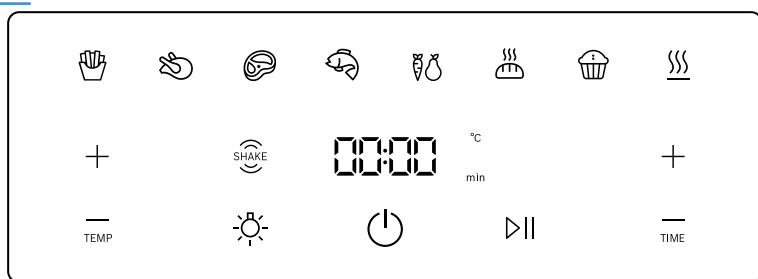 +
SHAKE
00:00
°C
+
min
—
TEMP
—
TIME